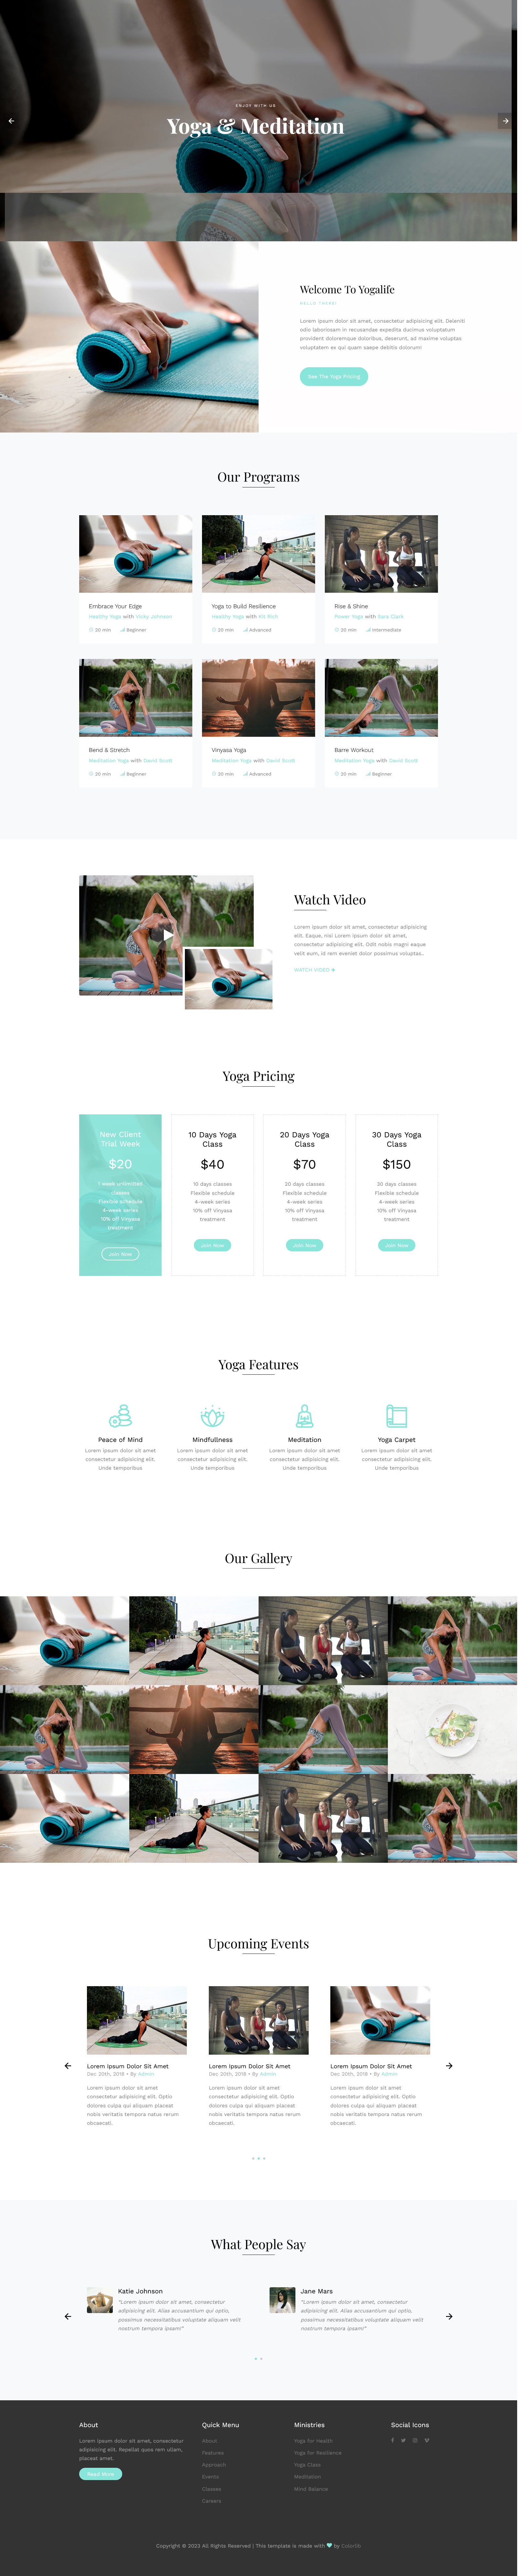 ENJOY WITH US
Yoga & Meditation
Welcome To Yogalife
HELLO THERE!
Lorem ipsum dolor sit amet, consectetur adipisicing elit. Deleniti
odio laboriosam in recusandae expedita ducimus voluptatum
provident doloremque doloribus, deserunt, ad maxime voluptas
voluptatem ex qui quam saepe debitis dolorum!
See The Yoga Pricing
Our Programs
Embrace Your Edge
Healthy Yoga with Vicky Johnson
20 min Beginner
Yoga to Build Resilience
Healthy Yoga with Kit Rich
20 min Advanced
Rise & Shine
Power Yoga with Sara Clark
20 min Intermediate
Bend & Stretch
Meditation Yoga with David Scott
20 min Beginner
Vinyasa Yoga
Meditation Yoga with David Scott
20 min Advanced
Barre Workout
Meditation Yoga with David Scott
20 min Beginner
Watch Video
Lorem ipsum dolor sit amet, consectetur adipisicing
elit. Eaque, nisi Lorem ipsum dolor sit amet,
consectetur adipisicing elit. Odit nobis magni eaque
velit eum, id rem eveniet dolor possimus voluptas..
WATCH VIDEO
Yoga Pricing
New Client
Trial Week
$20
1 week unlimited
classes
Flexible schedule
4-week series
10% off Vinyasa
treatment
Join Now
10 Days Yoga
Class
$40
10 days classes
Flexible schedule
4-week series
10% off Vinyasa
treatment
Join Now
20 Days Yoga
Class
$70
20 days classes
Flexible schedule
4-week series
10% off Vinyasa
treatment
Join Now
30 Days Yoga
Class
$150
30 days classes
Flexible schedule
4-week series
10% off Vinyasa
treatment
Join Now
Yoga Features
Peace of Mind
Lorem ipsum dolor sit amet
consectetur adipisicing elit.
Unde temporibus
Mindfullness
Lorem ipsum dolor sit amet
consectetur adipisicing elit.
Unde temporibus
Meditation
Lorem ipsum dolor sit amet
consectetur adipisicing elit.
Unde temporibus
Yoga Carpet
Lorem ipsum dolor sit amet
consectetur adipisicing elit.
Unde temporibus
Our Gallery
Upcoming Events
Lorem Ipsum Dolor Sit Amet
Dec 20th, 2018 • By Admin
Lorem ipsum dolor sit amet
consectetur adipisicing elit. Optio
dolores culpa qui aliquam placeat
nobis veritatis tempora natus rerum
obcaecati.
Lorem Ipsum Dolor Sit Amet
Dec 20th, 2018 • By Admin
Lorem ipsum dolor sit amet
consectetur adipisicing elit. Optio
dolores culpa qui aliquam placeat
nobis veritatis tempora natus rerum
obcaecati.
Lorem Ipsum Dolor Sit Amet
Dec 20th, 2018 • By Admin
Lorem ipsum dolor sit amet
consectetur adipisicing elit. Optio
dolores culpa qui aliquam placeat
nobis veritatis tempora natus rerum
obcaecati.
What People Say
Katie Johnson
“Lorem ipsum dolor sit amet, consectetur
adipisicing elit. Alias accusantium qui optio,
possimus necessitatibus voluptate aliquam velit
nostrum tempora ipsam!”
Jane Mars
“Lorem ipsum dolor sit amet, consectetur
adipisicing elit. Alias accusantium qui optio,
possimus necessitatibus voluptate aliquam velit
nostrum tempora ipsam!”
About
Lorem ipsum dolor sit amet, consectetur
adipisicing elit. Repellat quos rem ullam,
placeat amet.
Read More
Quick Menu
About
Features
Approach
Events
Classes
Careers
Ministries
Yoga for Health
Yoga for Resilience
Yoga Class
Meditation
Mind Balance
Social Icons
Copyright © 2023 All Rights Reserved | This template is made with by Colorlib